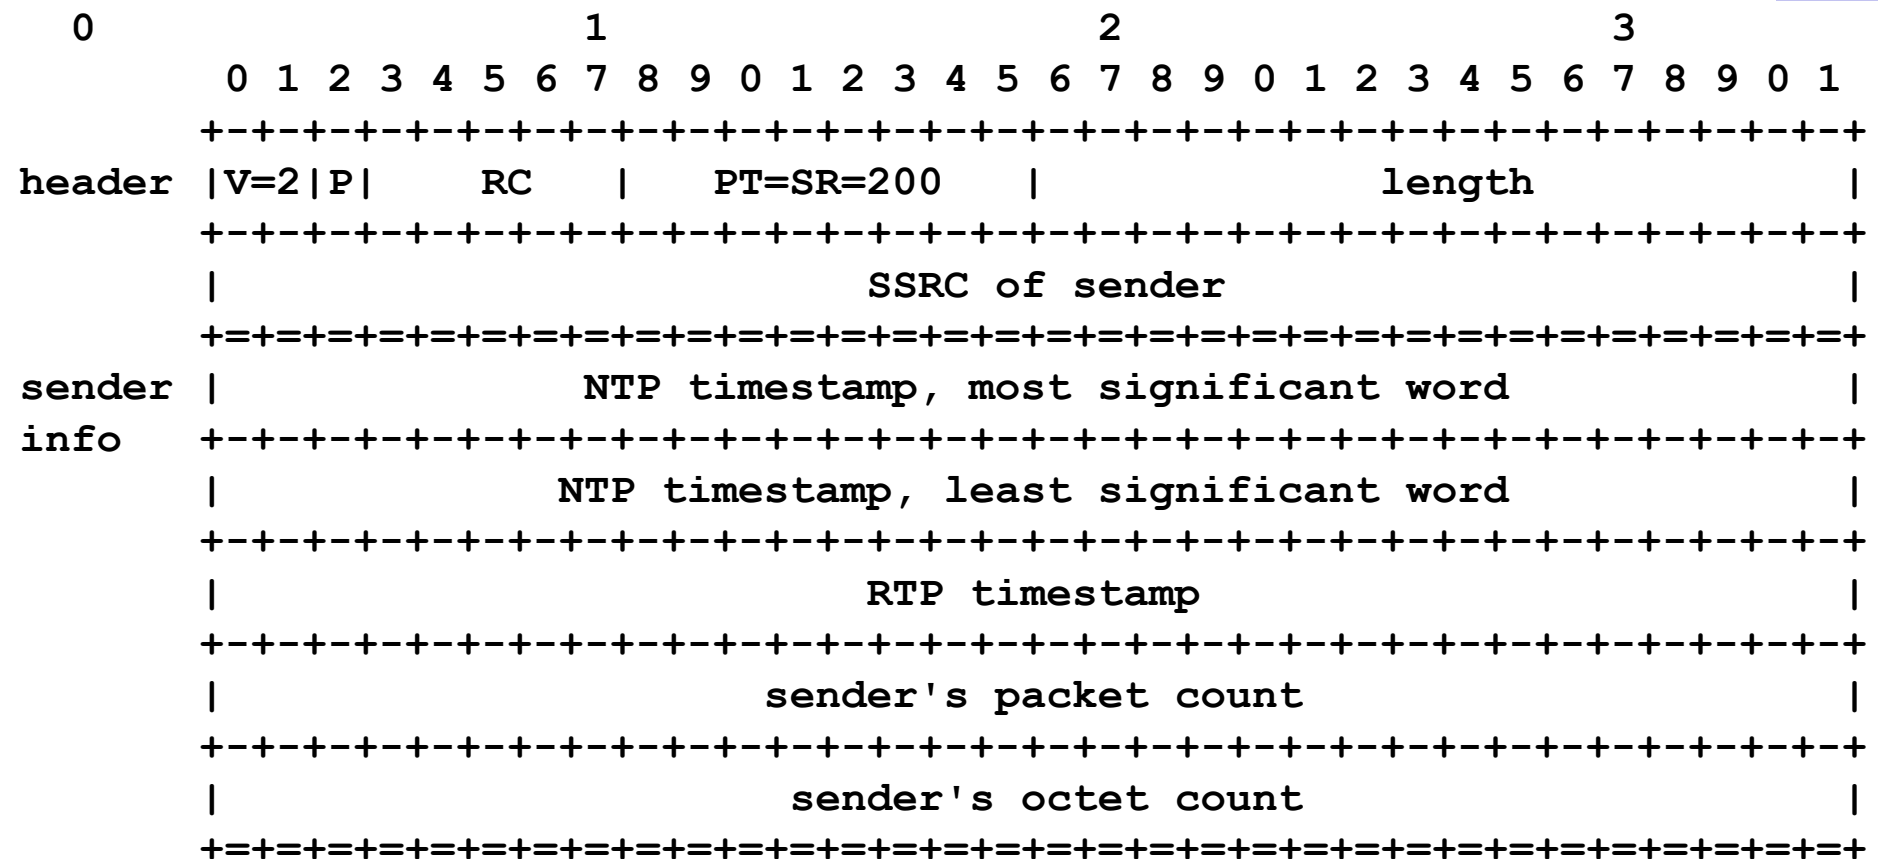 0                   1                   2                   3
        0 1 2 3 4 5 6 7 8 9 0 1 2 3 4 5 6 7 8 9 0 1 2 3 4 5 6 7 8 9 0 1
       +-+-+-+-+-+-+-+-+-+-+-+-+-+-+-+-+-+-+-+-+-+-+-+-+-+-+-+-+-+-+-+-+
header |V=2|P|    RC   |   PT=SR=200   |             length            |
       +-+-+-+-+-+-+-+-+-+-+-+-+-+-+-+-+-+-+-+-+-+-+-+-+-+-+-+-+-+-+-+-+
       |                         SSRC of sender                        |
       +=+=+=+=+=+=+=+=+=+=+=+=+=+=+=+=+=+=+=+=+=+=+=+=+=+=+=+=+=+=+=+=+
sender |              NTP timestamp, most significant word             |
info   +-+-+-+-+-+-+-+-+-+-+-+-+-+-+-+-+-+-+-+-+-+-+-+-+-+-+-+-+-+-+-+-+
       |             NTP timestamp, least significant word             |
       +-+-+-+-+-+-+-+-+-+-+-+-+-+-+-+-+-+-+-+-+-+-+-+-+-+-+-+-+-+-+-+-+
       |                         RTP timestamp                         |
       +-+-+-+-+-+-+-+-+-+-+-+-+-+-+-+-+-+-+-+-+-+-+-+-+-+-+-+-+-+-+-+-+
       |                     sender's packet count                     |
       +-+-+-+-+-+-+-+-+-+-+-+-+-+-+-+-+-+-+-+-+-+-+-+-+-+-+-+-+-+-+-+-+
       |                      sender's octet count                     |
       +=+=+=+=+=+=+=+=+=+=+=+=+=+=+=+=+=+=+=+=+=+=+=+=+=+=+=+=+=+=+=+=+